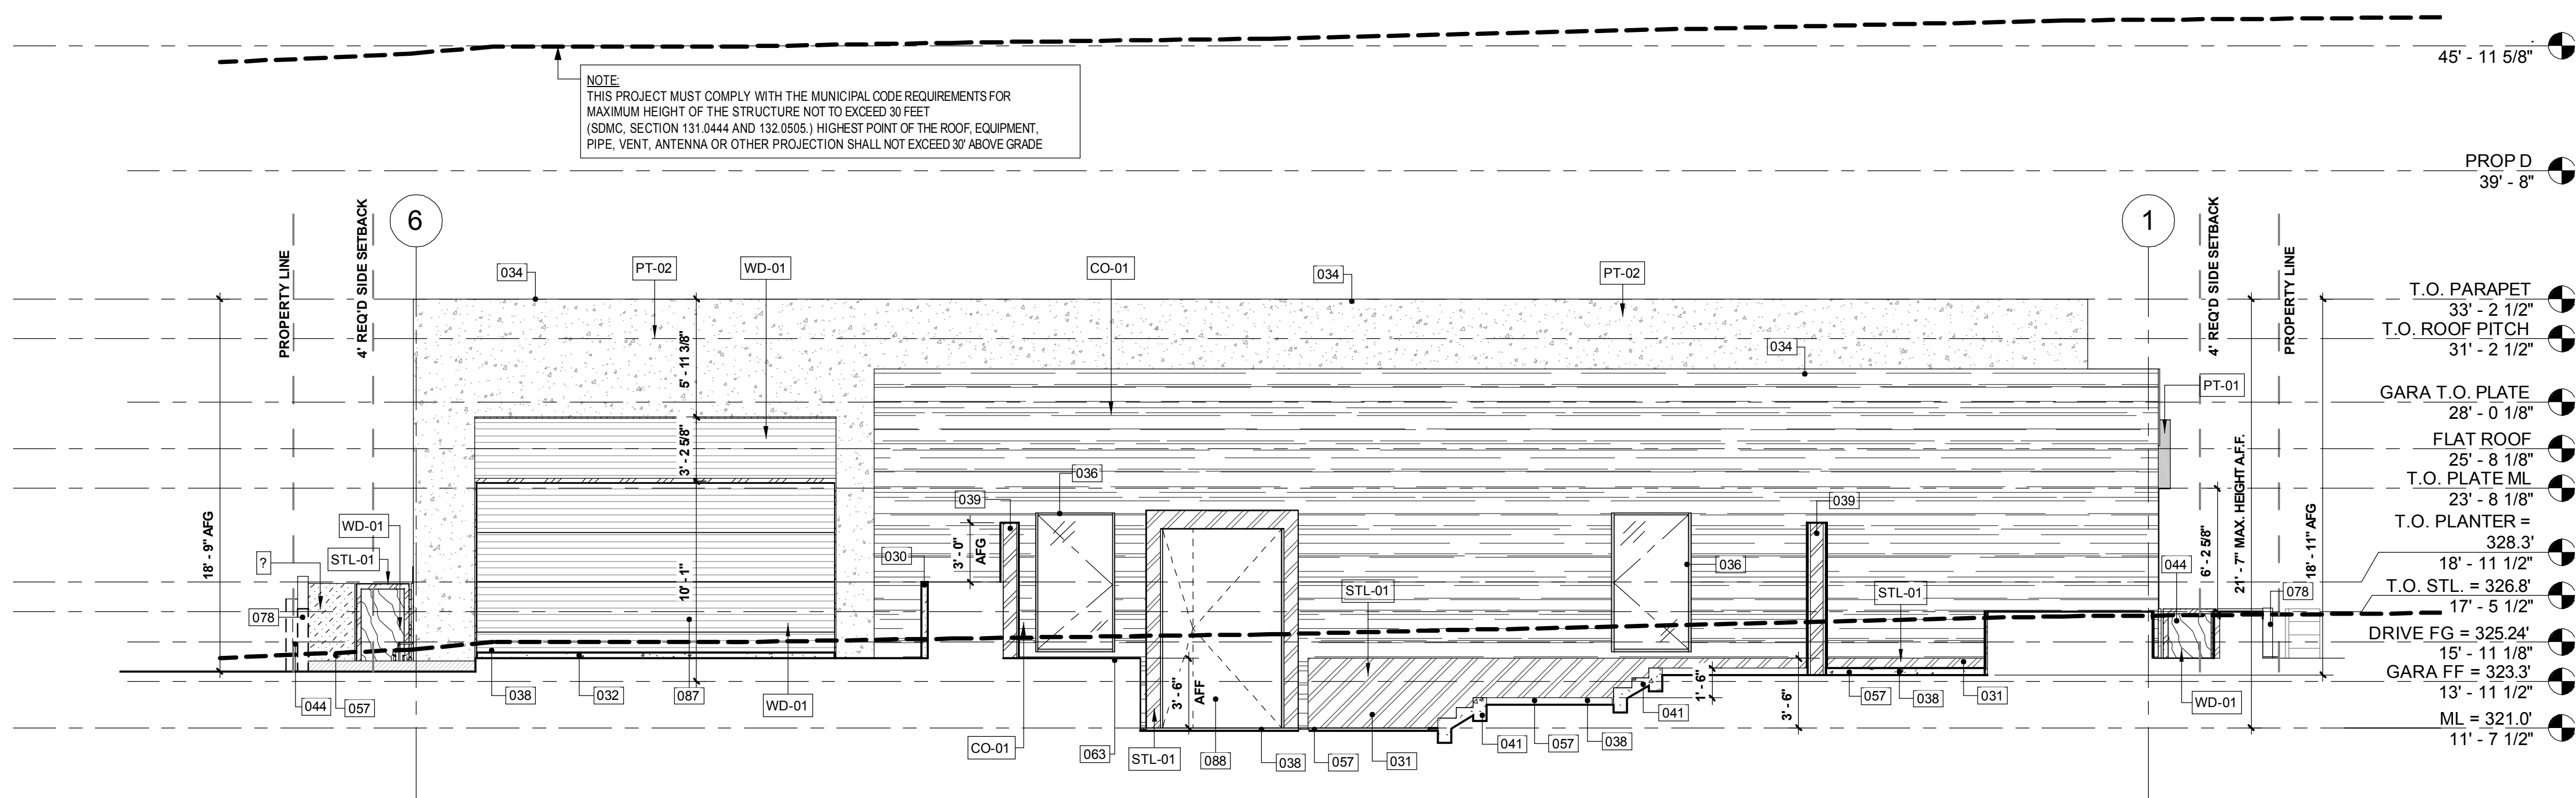 .
45' - 11 5/8"
NOTE:
THIS PROJECT MUST COMPLY WITH THE MUNICIPAL CODE REQUIREMENTS FOR
MAXIMUM HEIGHT OF THE STRUCTURE NOT TO EXCEED 30 FEET
(SDMC, SECTION 131.0444 AND 132.0505.) HIGHEST POINT OF THE ROOF, EQUIPMENT,
PIPE, VENT, ANTENNA OR OTHER PROJECTION SHALL NOT EXCEED 30' ABOVE GRADE
PROP D
39' - 8"
6
1
PROPERTY LINE
4' REQ'D SIDE SETBACK
4' REQ'D SIDE SETBACK
PROPERTY LINE
034
PT-02
WD-01
CO-01
034
PT-02
T.O. PARAPET
33' - 2 1/2"
T.O. ROOF PITCH
31' - 2 1/2"
034
5' - 11 3/8"
PT-01
GARA T.O. PLATE
28' - 0 1/8"
3' - 2 5/8"
FLAT ROOF
25' - 8 1/8"
T.O. PLATE ML
23' - 8 1/8"
036
039
039
18' - 9" AFG
WD-01
STL-01
?
030
3' - 0"
AFG
036
6' - 2 5/8"
21' - 7" MAX. HEIGHT A.F.F.
18' - 11" AFG
T.O. PLANTER =
328.3'
18' - 11 1/2"
10' - 1"
STL-01
STL-01
044
078
T.O. STL. = 326.8'
17' - 5 1/2"
078
DRIVE FG = 325.24'
15' - 11 1/8"
GARA FF = 323.3'
13' - 11 1/2"
044
057
038
032
087
WD-01
3' - 6"
AFF
1' - 6"
3' - 6"
041
057
038
031
WD-01
ML = 321.0'
11' - 7 1/2"
CO-01
063
STL-01
088
038
057
031
041
057
038